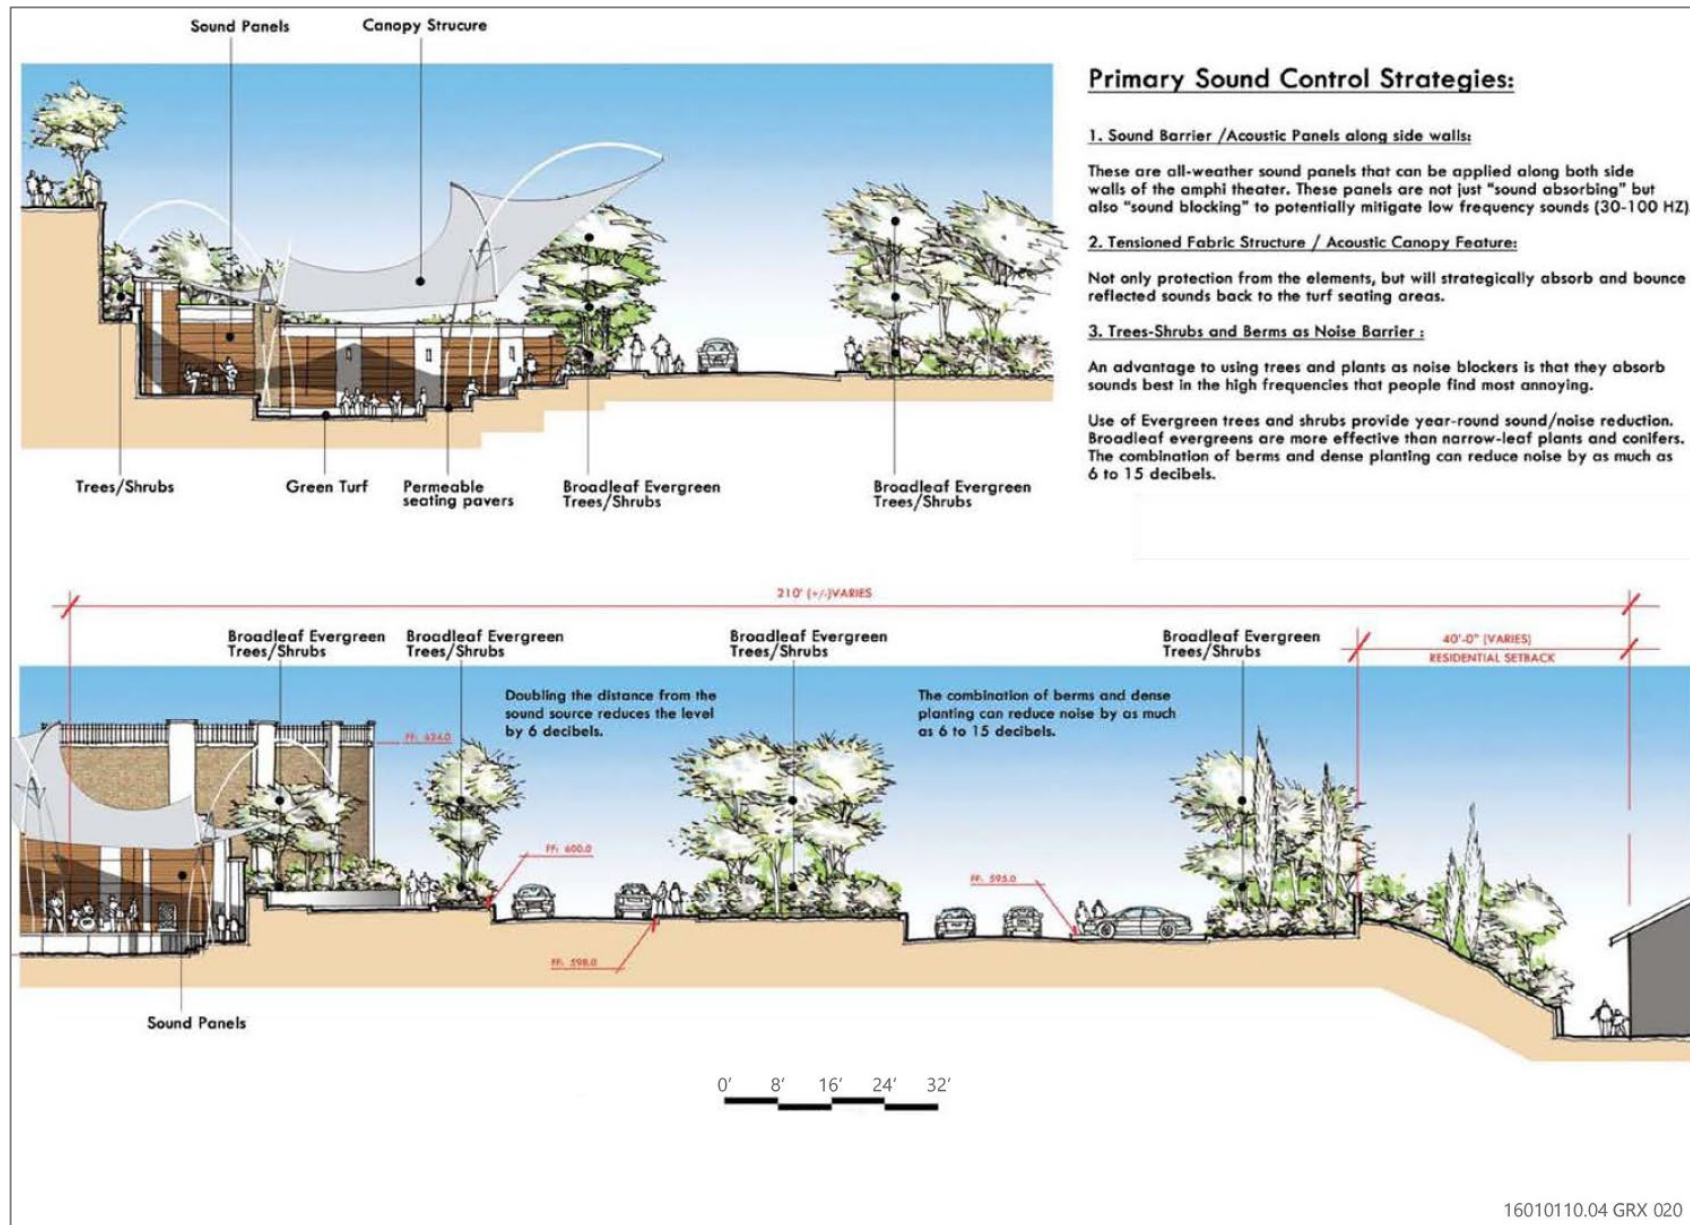 Sound Panels
Canopy Strucure
Primary Sound Control Strategies:
1. Sound Barrier /Acoustic Panels along side walls:
These are all-weather sound panels that can be applied along both side
walls of the amphi theater. These panels are not just “sound absorbing” but
also “sound blocking” to potentially mitigate low frequency sounds (30-100 HZ).
2. Tensioned Fabric Structure / Acoustic Canopy Feature:
Not only protection from the elements, but will strategically absorb and bounce
reflected sounds back to the turf seating areas.
3. Trees-Shrubs and Berms as Noise Barrier :
An advantage to using trees and plants as noise blockers is that they absorb
sounds best in the high frequencies that people find most annoying.
Use of Evergreen trees and shrubs provide year-round sound/noise reduction.
Broadleaf evergreens are more effective than narrow-leaf plants and conifers.
The combination of berms and dense planting can reduce noise by as much as
6 to 15 decibels.
Trees/Shrubs
Green Turf
Permeable
seating pavers
Broadleaf Evergreen
Trees/Shrubs
Broadleaf Evergreen
Trees/Shrubs
210' (+/-)VARIES
Broadleaf Evergreen
Trees/Shrubs
Broadleaf Evergreen
Trees/Shrubs
Broadleaf Evergreen
Trees/Shrubs
Broadleaf Evergreen
Trees/Shrubs
40'-0" (VARIES)
RESIDENTIAL SETBACK
Doubling the distance from the
sound source reduces the level
by 6 decibels.
The combination of berms and dense
planting can reduce noise by as much
as 6 to 15 decibels.
FF: 624.0
FF: 600.0
FF: 595.0
FF: 598.0
Sound Panels
0' 8' 16' 24' 32'
16010110.04 GRX 020